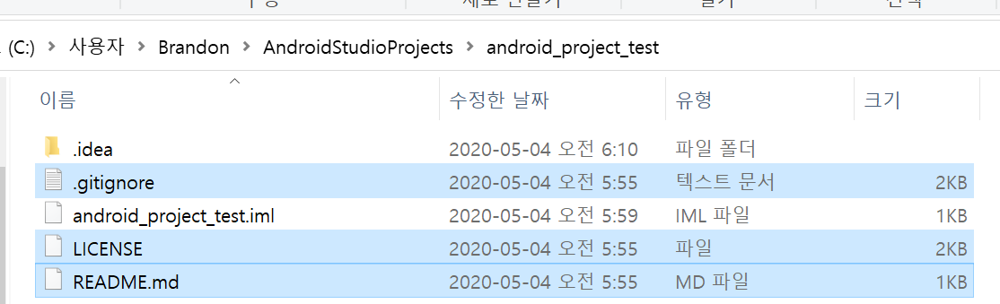 (C:) > 사용자 > Brandon > AndroidStudioProjects > android_project_test
이름 수정한 날짜 유형 크기
.idea 2020-05-04 오전 6:10 파일 폴더
.gitignore 2020-05-04 오전 5:55 텍스트 문서 2KB
android_project_test.iml 2020-05-04 오전 5:59 IML 파일 1KB
LICENSE 2020-05-04 오전 5:55 파일 2KB
README.md 2020-05-04 오전 5:55 MD 파일 1KB